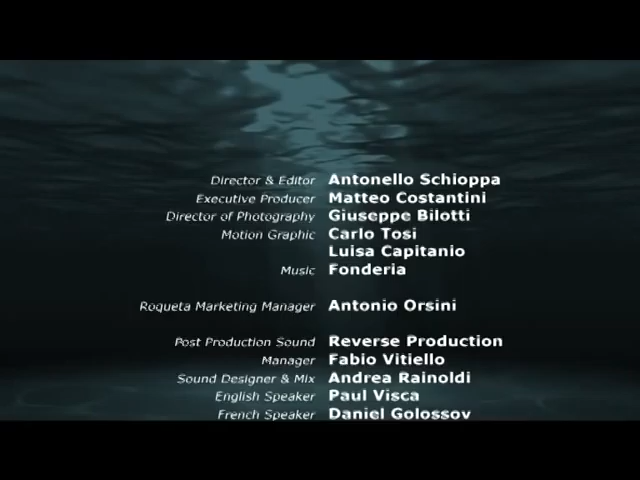 Director & Editor Antonello Schioppa
Executive Producer Matteo Costantini
Director of Photography Giuseppe Bilotti
Motion Graphic Carlo Tosi
Luisa Capitanio
Music Fonderia
Roqueta Marketing Manager Antonio Orsini
Post Production Sound Reverse Production
Manager Fabio Vitiello
Sound Designer & Mix Andrea Rainoldi
English Speaker Paul Visca
French Speaker Daniel Golossov